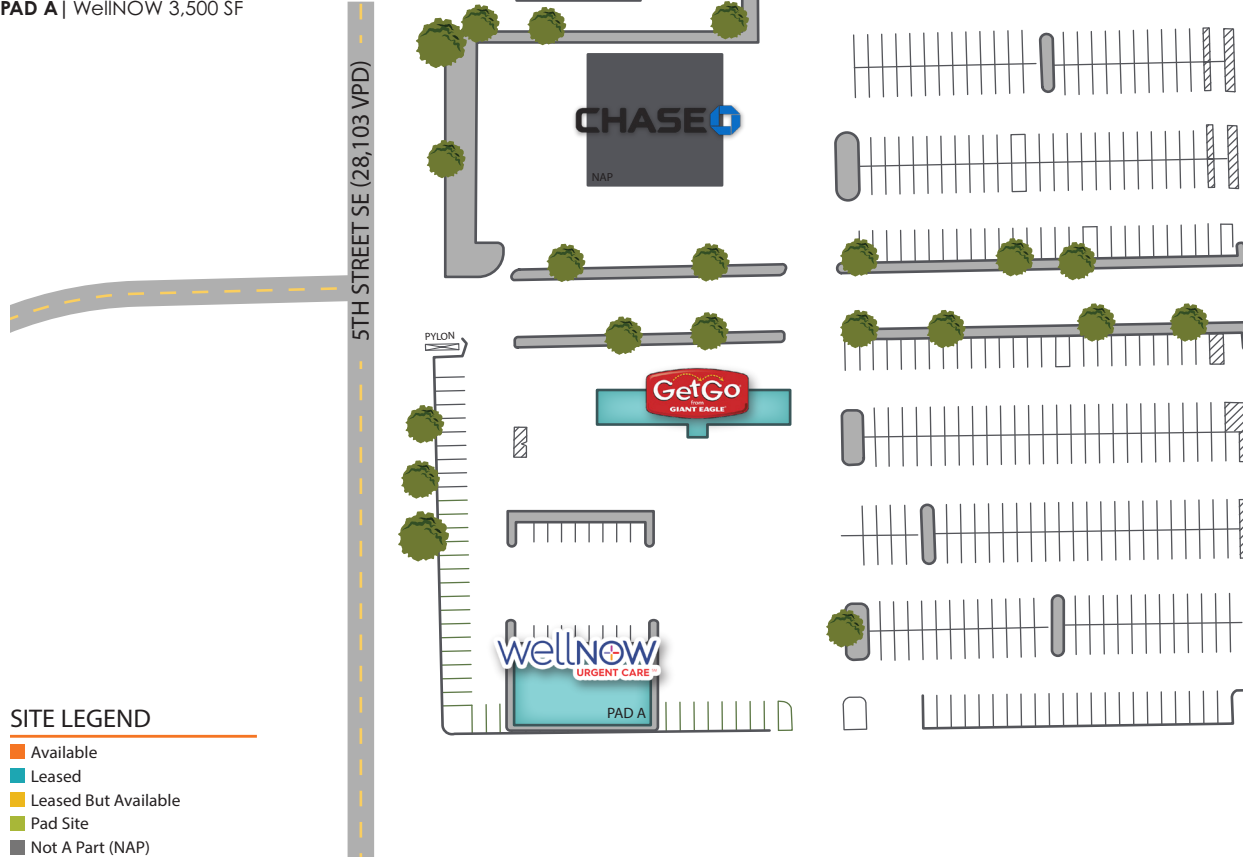 PAD A | WellNOW 3,500 SF
5TH STREET SE (28,103 VPD)
CHASE
NAP
PYLON
GetGo
from
GIANT EAGLE
WellNOW
URGENT CARE
PAD A
SITE LEGEND
Available
Leased
Leased But Available
Pad Site
Not A Part (NAP)